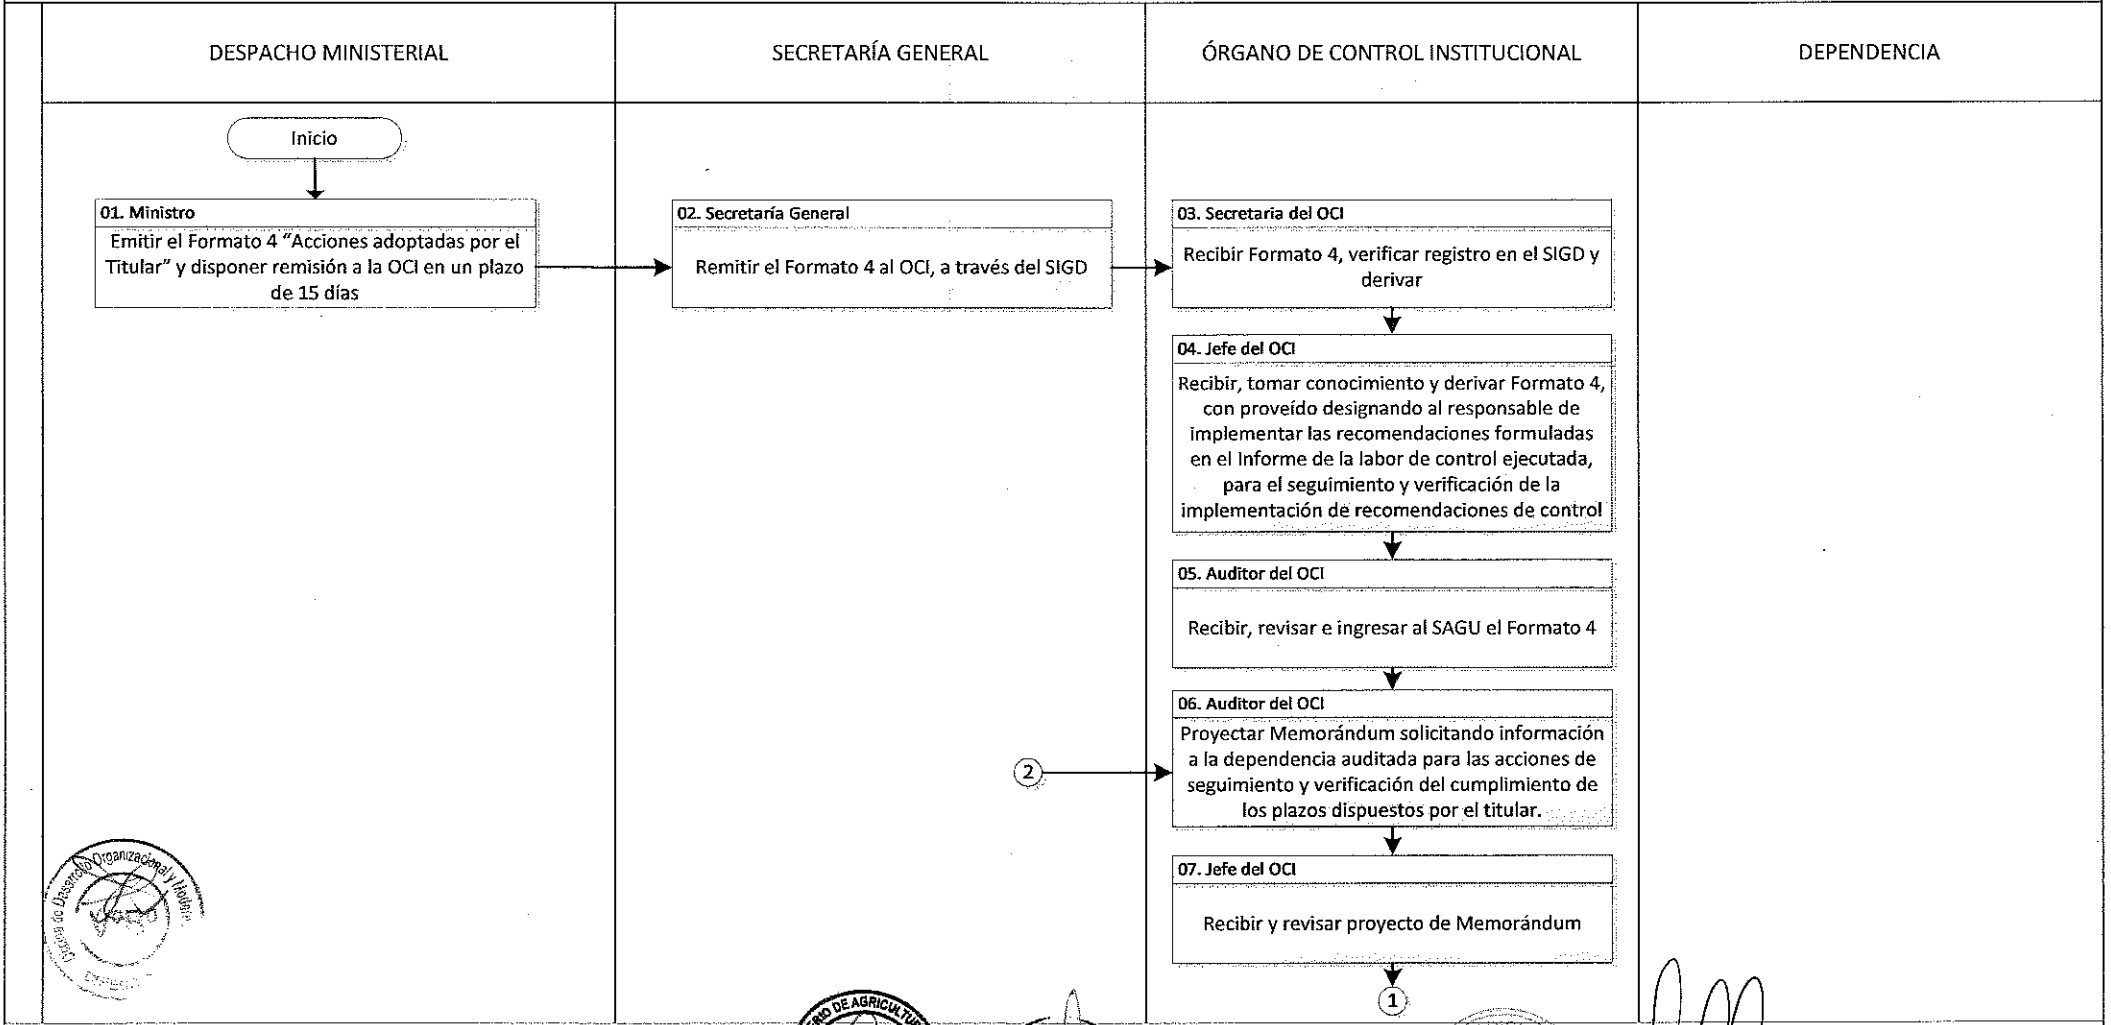 DESPACHO MINISTERIAL
SECRETARÍA GENERAL
ÓRGANO DE CONTROL INSTITUCIONAL
DEPENDENCIA
Inicio
01. Ministro
Emitir el Formato 4 "Acciones adoptadas por el
Titular" y disponer remisión a la OCI en un plazo
de 15 días
02. Secretaría General
Remitir el Formato 4 al OCI, a través del SIGD
03. Secretaria del OCI
Recibir Formato 4, verificar registro en el SIGD y
derivar
04. Jefe del OCI
Recibir, tomar conocimiento y derivar Formato 4,
con proveído designando al responsable de
implementar las recomendaciones formuladas
en el Informe de la labor de control ejecutada,
para el seguimiento y verificación de la
implementación de recomendaciones de control
05. Auditor del OCI
Recibir, revisar e ingresar al SAGU el Formato 4
06. Auditor del OCI
Proyectar Memorándum solicitando información
a la dependencia auditada para las acciones de
seguimiento y verificación del cumplimiento de
los plazos dispuestos por el titular.
2
07. Jefe del OCI
Recibir y revisar proyecto de Memorándum
1
de Desarrollo Organizacional y
DE AGRICULTUR